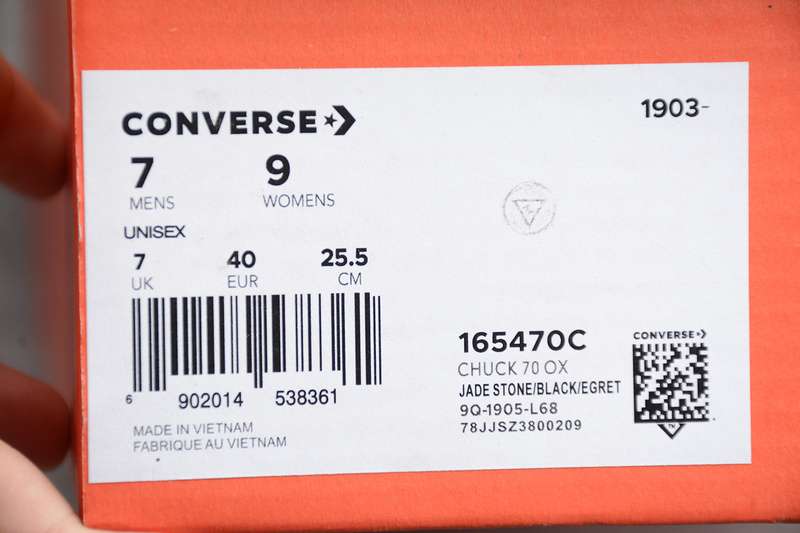 CONVERSE
1903-
7 9
MENS WOMENS
UNISEX
7 40 25.5
UK EUR CM
6 902014 538361
MADE IN VIETNAM
FABRIQUE AU VIETNAM
165470C
CHUCK 70 OX
JADE STONE/BLACK/EGRET
9Q-1905-L68
78JJSZ3800209
CONVERSE
TM